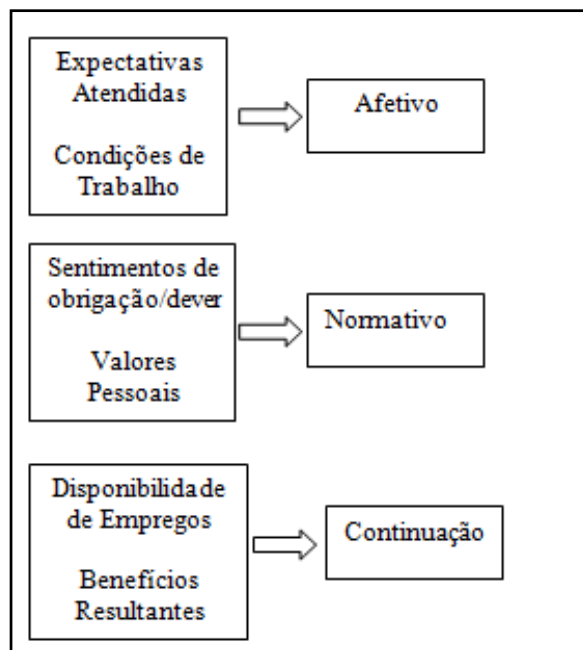 Expectativas
Atendidas
Condições de
Trabalho
Afetivo
Sentimentos de
obrigação/dever
Valores
Pessoais
Normativo
Disponibilidade
de Empregos
Benefícios
Resultantes
Continuação